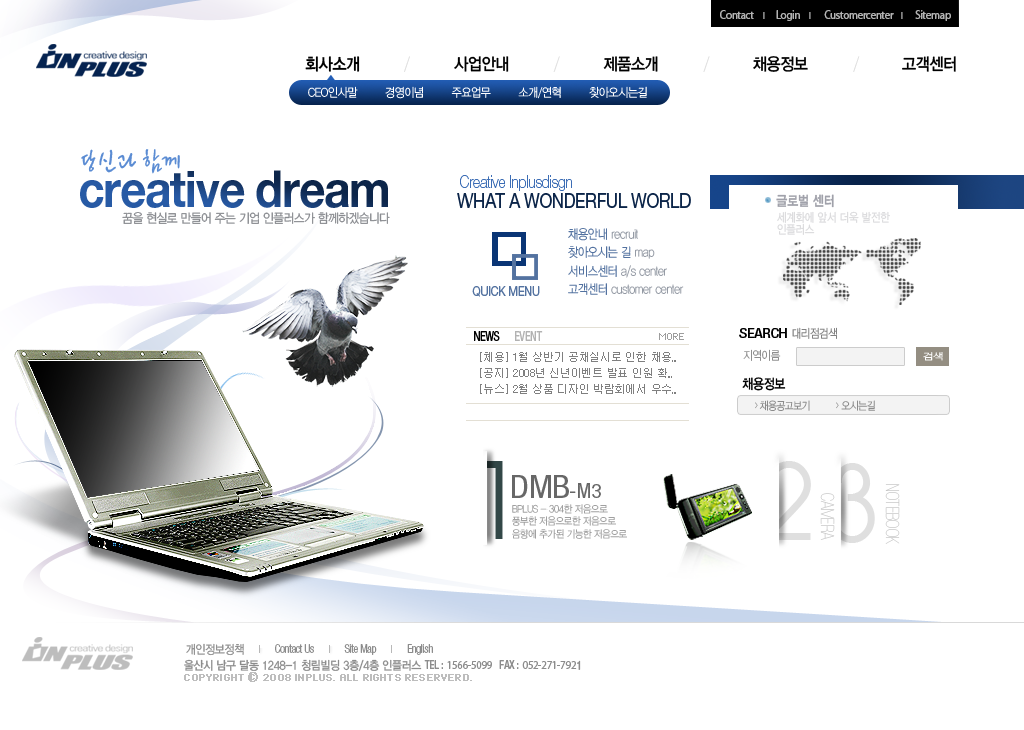 Contact Login Customercenter Sitemap
creative design
INPLUS
회사소개 사업안내 제품소개 채용정보 고객센터
CEO인사말 경영이념 주요업무 소개/연혁 찾아오시는길
당신과 함께
creative dream
꿈을 현실로 만들어 주는 기업 인플러스가 함께하겠습니다
Creative Inplusdisgn
WHAT A WONDERFUL WORLD
QUICK MENU
채용안내 recruit
찾아오시는 길 map
서비스센터 a/s center
고객센터 customer center
글로벌 센터
세계화에 앞서 더욱 발전한
인플러스
NEWS EVENT MORE
[채용] 1월 상반기 공채실시로 인한 채용..
[공지] 2008년 신년이벤트 발표 인원 확..
[뉴스] 2월 상품 디자인 박람회에서 우수..
SEARCH 대리점검색
지역이름 검색
채용정보
채용공고보기 오시는길
1 DMB-M3
BPLUS - 304한 저음으로
풍부한 저음으로한 저음으로
음향에 추가된 기능한 저음으로
2 CAMERA
3 NOTEBOOK
creative design
INPLUS
개인정보정책 Contact Us Site Map English
울산시 남구 달동 1248-1 청림빌딩 3층/4층 인플러스 TEL : 1566-5099 FAX : 052-271-7921
COPYRIGHT © 2008 INPLUS. ALL RIGHTS RESERVERD.